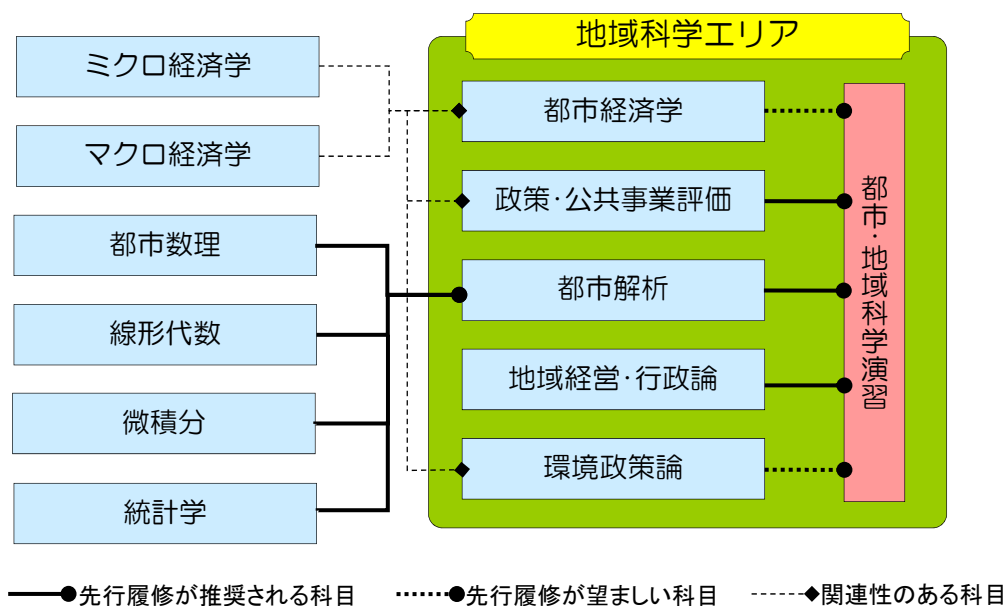 地域科学エリア
ミクロ経済学
マクロ経済学
都市数理
線形代数
微積分
統計学
都市経済学
政策・公共事業評価
都市解析
地域経営・行政論
環境政策論
都市・地域科学演習
先行履修が推奨される科目
先行履修が望ましい科目
関連性のある科目